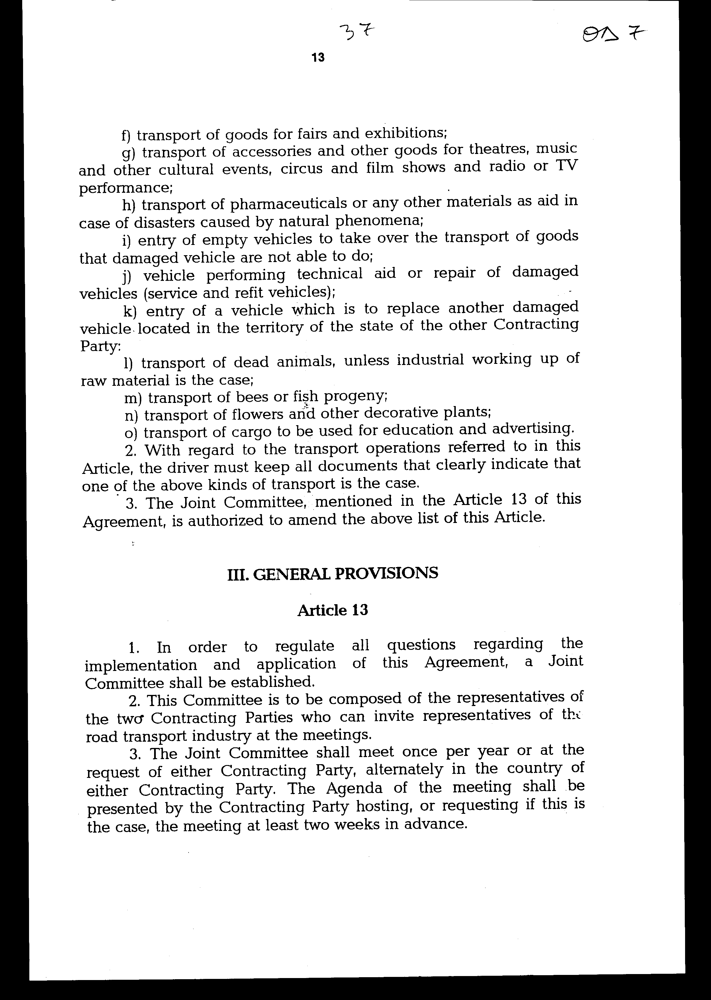 37
7
13
f) transport of goods for fairs and exhibitions;
g) transport of accessories and other goods for theatres, music
and other cultural events, circus and film shows and radio or TV
performance;
h) transport of pharmaceuticals or any other materials as aid in
case of disasters caused by natural phenomena;
i) entry of empty vehicles to take over the transport of goods
that damaged vehicle are not able to do;
j) vehicle performing technical aid or repair of damaged
vehicles (service and refit vehicles);
k) entry of a vehicle which is to replace another damaged
vehicle located in the territory of the state of the other Contracting
Party:
l) transport of dead animals, unless industrial working up of
raw material is the case;
m) transport of bees or fish progeny;
n) transport of flowers and other decorative plants;
o) transport of cargo to be used for education and advertising.
2. With regard to the transport operations referred to in this
Article, the driver must keep all documents that clearly indicate that
one of the above kinds of transport is the case.
3. The Joint Committee, mentioned in the Article 13 of this
Agreement, is authorized to amend the above list of this Article.
III. GENERAL PROVISIONS
Article 13
1. In order to regulate all questions regarding the
implementation and application of this Agreement, a Joint
Committee shall be established.
2. This Committee is to be composed of the representatives of
the two Contracting Parties who can invite representatives of the
road transport industry at the meetings.
3. The Joint Committee shall meet once per year or at the
request of either Contracting Party, alternately in the country of
either Contracting Party. The Agenda of the meeting shall be
presented by the Contracting Party hosting, or requesting if this is
the case, the meeting at least two weeks in advance.